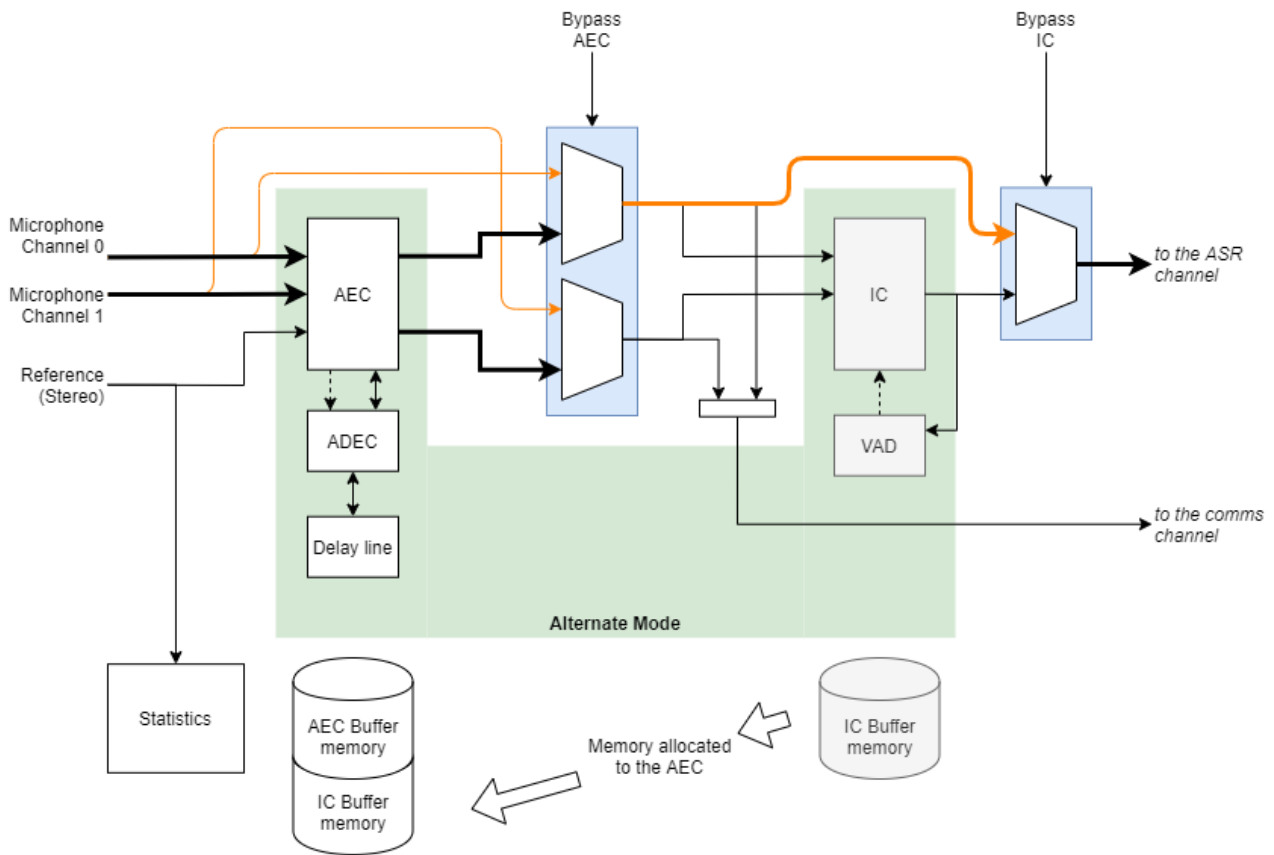 Bypass
AEC
Bypass
IC
Microphone
Channel 0
Microphone
Channel 1
Reference
(Stereo)
AEC
ADEC
Delay line
IC
VAD
to the ASR
channel
to the comms
channel
Alternate Mode
Statistics
AEC Buffer
memory
IC Buffer
memory
Memory allocated
to the AEC
IC Buffer
memory